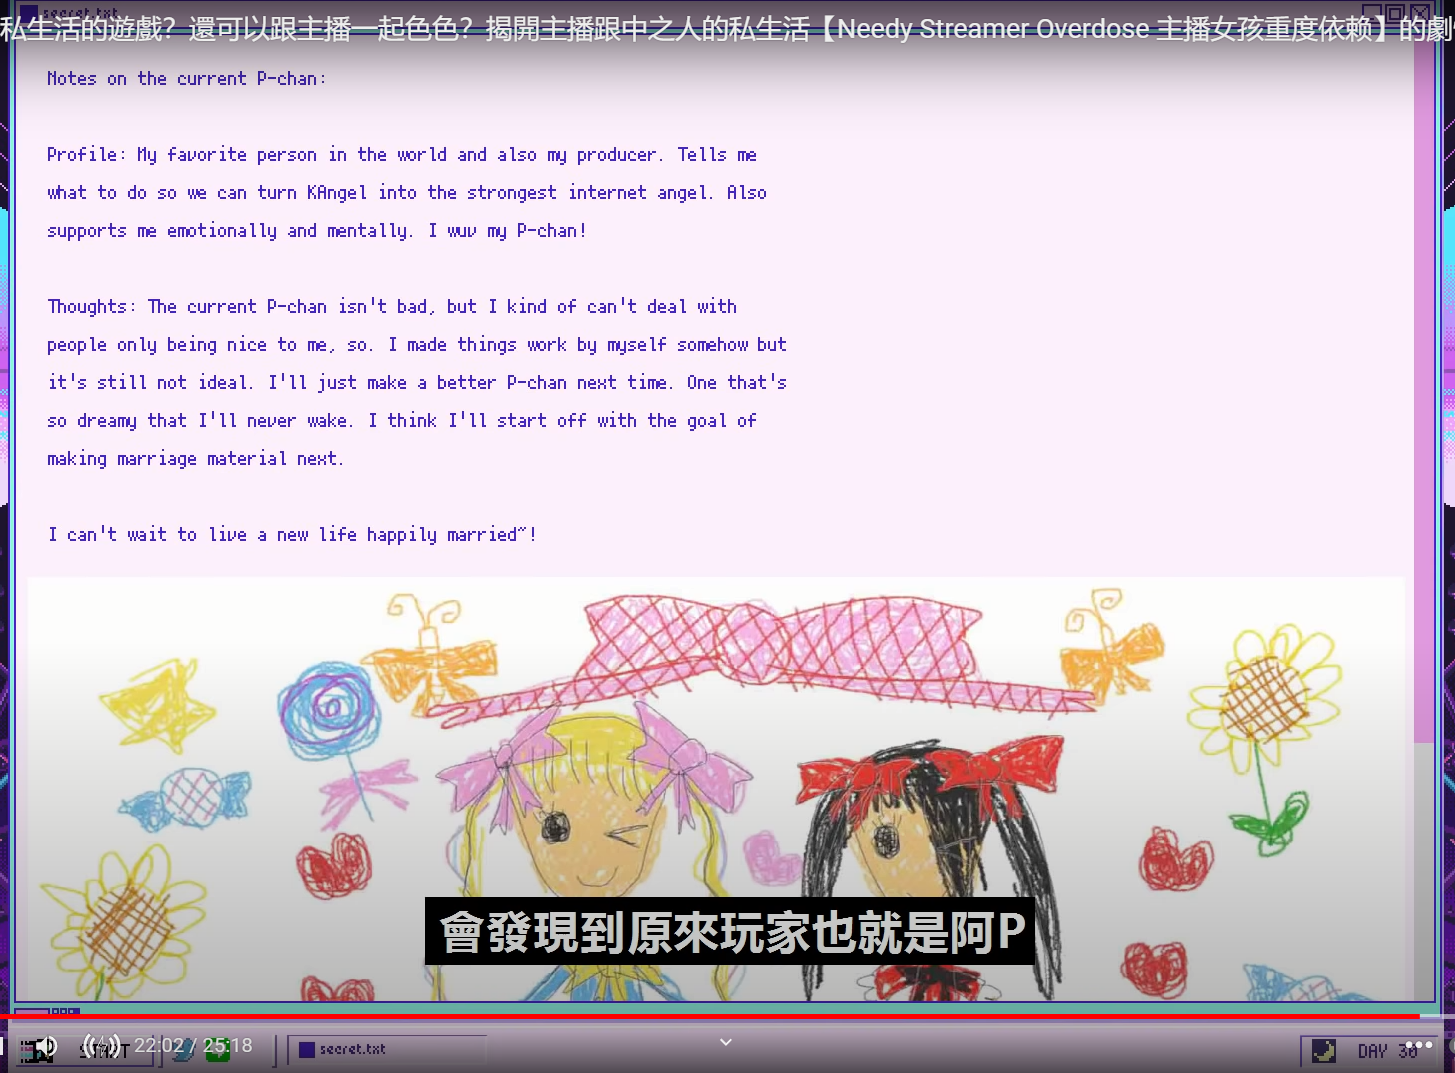 secret.txt
私生活的遊戲？還可以跟主播一起色色？揭開主播跟中之人的私生活【Needy Streamer Overdose 主播女孩重度依賴】的劇
Notes on the current P-chan:
Profile: My favorite person in the world and also my producer. Tells me
what to do so we can turn KAngel into the strongest internet angel. Also
supports me emotionally and mentally. I wuv my P-chan!
Thoughts: The current P-chan isn't bad, but I kind of can't deal with
people only being nice to me, so. I made things work by myself somehow but
it's still not ideal. I'll just make a better P-chan next time. One that's
so dreamy that I'll never wake. I think I'll start off with the goal of
making marriage material next.
I can't wait to live a new life happily married~!
會發現到原來玩家也就是阿P
START
22:02 / 25:18
secret.txt
DAY 30